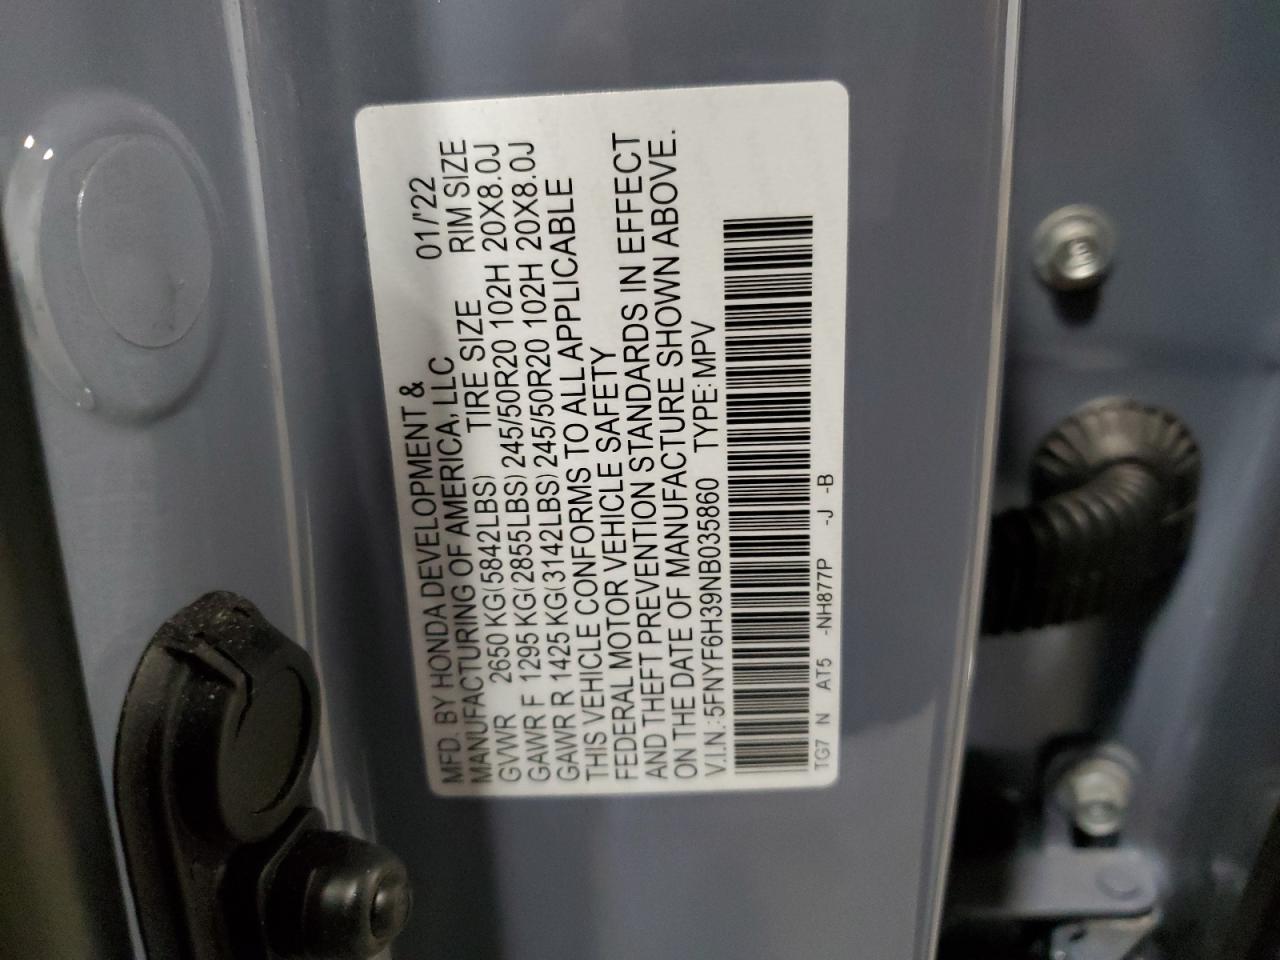 MFD. BY HONDA DEVELOPMENT &
MANUFACTURING OF AMERICA, LLC 01/'22
GVWR 2650 KG(5842LBS) TIRE SIZE RIM SIZE
GAWR F 1295 KG(2855LBS) 245/50R20 102H 20X8.0J
GAWR R 1425 KG(3142LBS) 245/50R20 102H 20X8.0J
THIS VEHICLE CONFORMS TO ALL APPLICABLE
FEDERAL MOTOR VEHICLE SAFETY
AND THEFT PREVENTION STANDARDS IN EFFECT
ON THE DATE OF MANUFACTURE SHOWN ABOVE.
V.I.N.: 5FNYF6H39NB035860 TYPE: MPV
TG7 N AT5 -NH877P -J -B